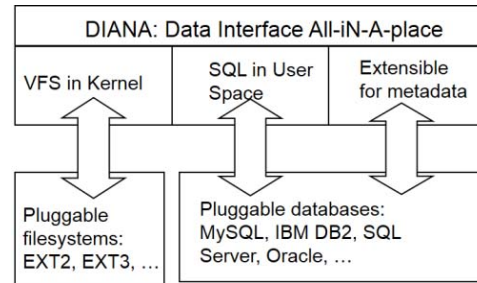 DIANA: Data Interface All-iN-A-place
VFS in Kernel
SQL in User
Space
Extensible
for metadata
Pluggable
filesystems:
EXT2, EXT3, …
Pluggable databases:
MySQL, IBM DB2, SQL
Server, Oracle, …